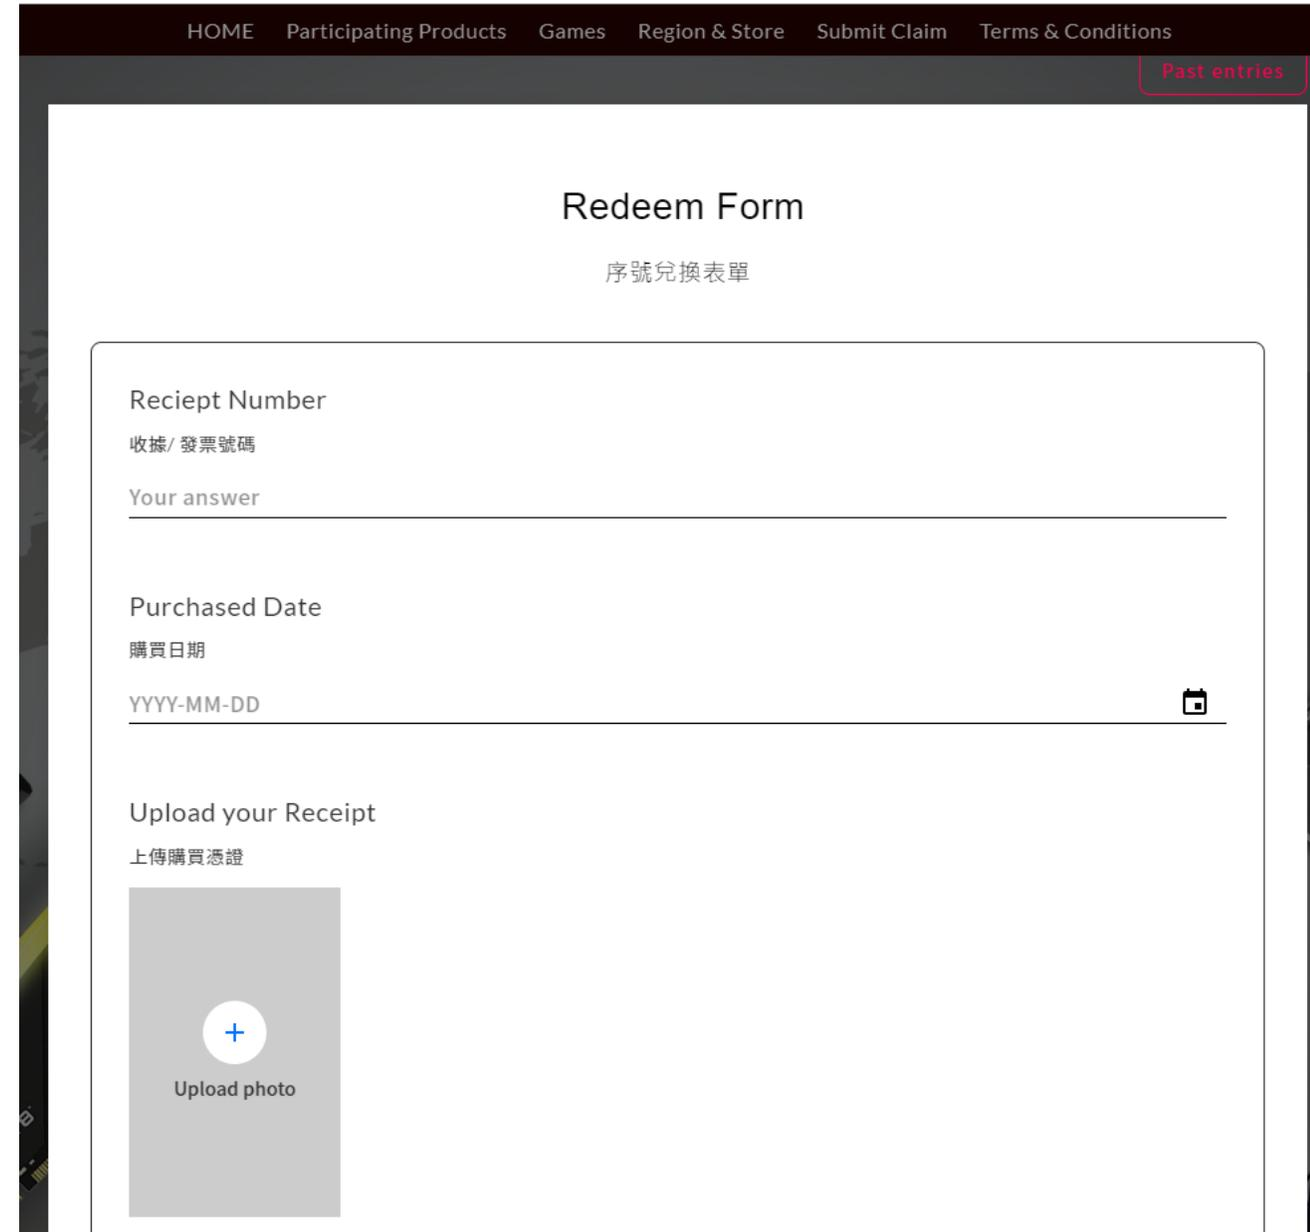 HOME Participating Products Games Region & Store Submit Claim Terms & Conditions
Past entries
Redeem Form
序號兌換表單
Reciept Number
收據/ 發票號碼
Your answer
Purchased Date
購買日期
YYYY-MM-DD
Upload your Receipt
上傳購買憑證
+
Upload photo